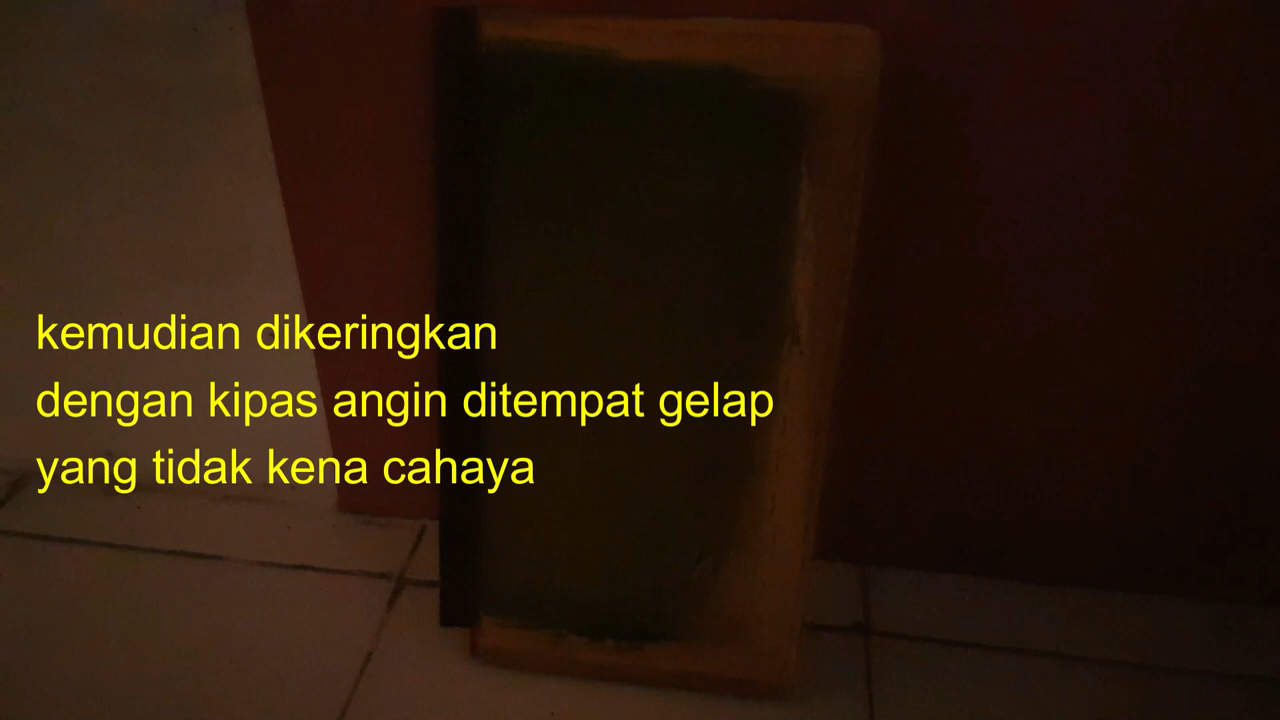 kemudian dikeringkan
dengan kipas angin ditempat gelap
yang tidak kena cahaya